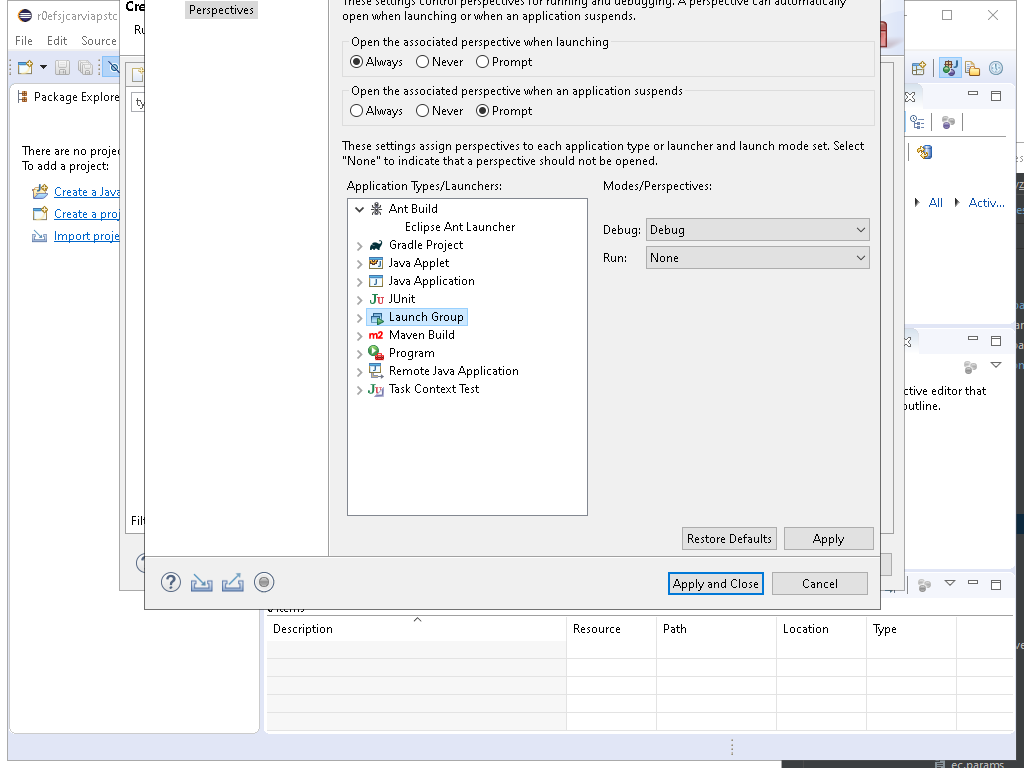 These settings control perspectives for running and debugging. A perspective can automatically
open when launching or when an application suspends.
Perspectives
r0efsjcarviapstc
Cre
Ru
File Edit Source
Open the associated perspective when launching
Always Never Prompt
Open the associated perspective when an application suspends
Always Never Prompt
Package Explore
ty
These settings assign perspectives to each application type or launcher and launch mode set. Select
"None" to indicate that a perspective should not be opened.
There are no projec
To add a project:
Create a Java
Create a proj
Import proje
Application Types/Launchers:
Modes/Perspectives:
Ant Build
Eclipse Ant Launcher
Gradle Project
Java Applet
Java Application
JUnit
Launch Group
Maven Build
Program
Remote Java Application
Task Context Test
Debug: Debug
Run: None
All Activ...
ctive editor that
outline.
Filt
Restore Defaults Apply
Apply and Close Cancel
Description Resource Path Location Type
ec.params